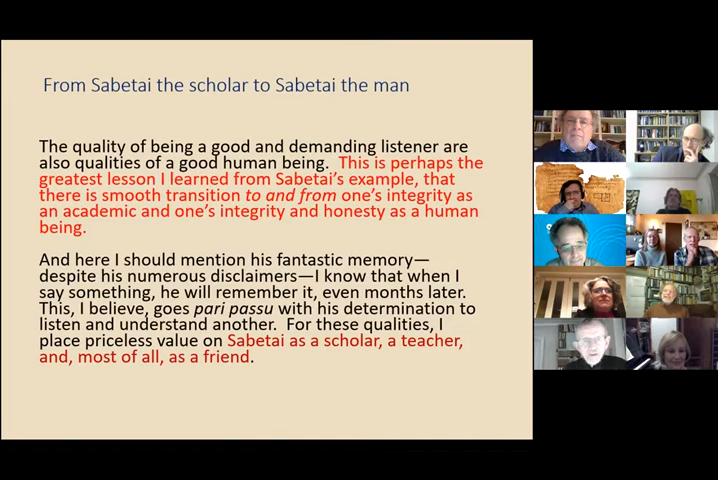 From Sabetai the scholar to Sabetai the man
The quality of being a good and demanding listener are
also qualities of a good human being. This is perhaps the
greatest lesson I learned from Sabetai's example, that
there is smooth transition to and from one's integrity as
an academic and one's integrity and honesty as a human
being.
And here I should mention his fantastic memory—
despite his numerous disclaimers—I know that when I
say something, he will remember it, even months later.
This, I believe, goes pari passu with his determination to
listen and understand another. For these qualities, I
place priceless value on Sabetai as a scholar, a teacher,
and, most of all, as a friend.